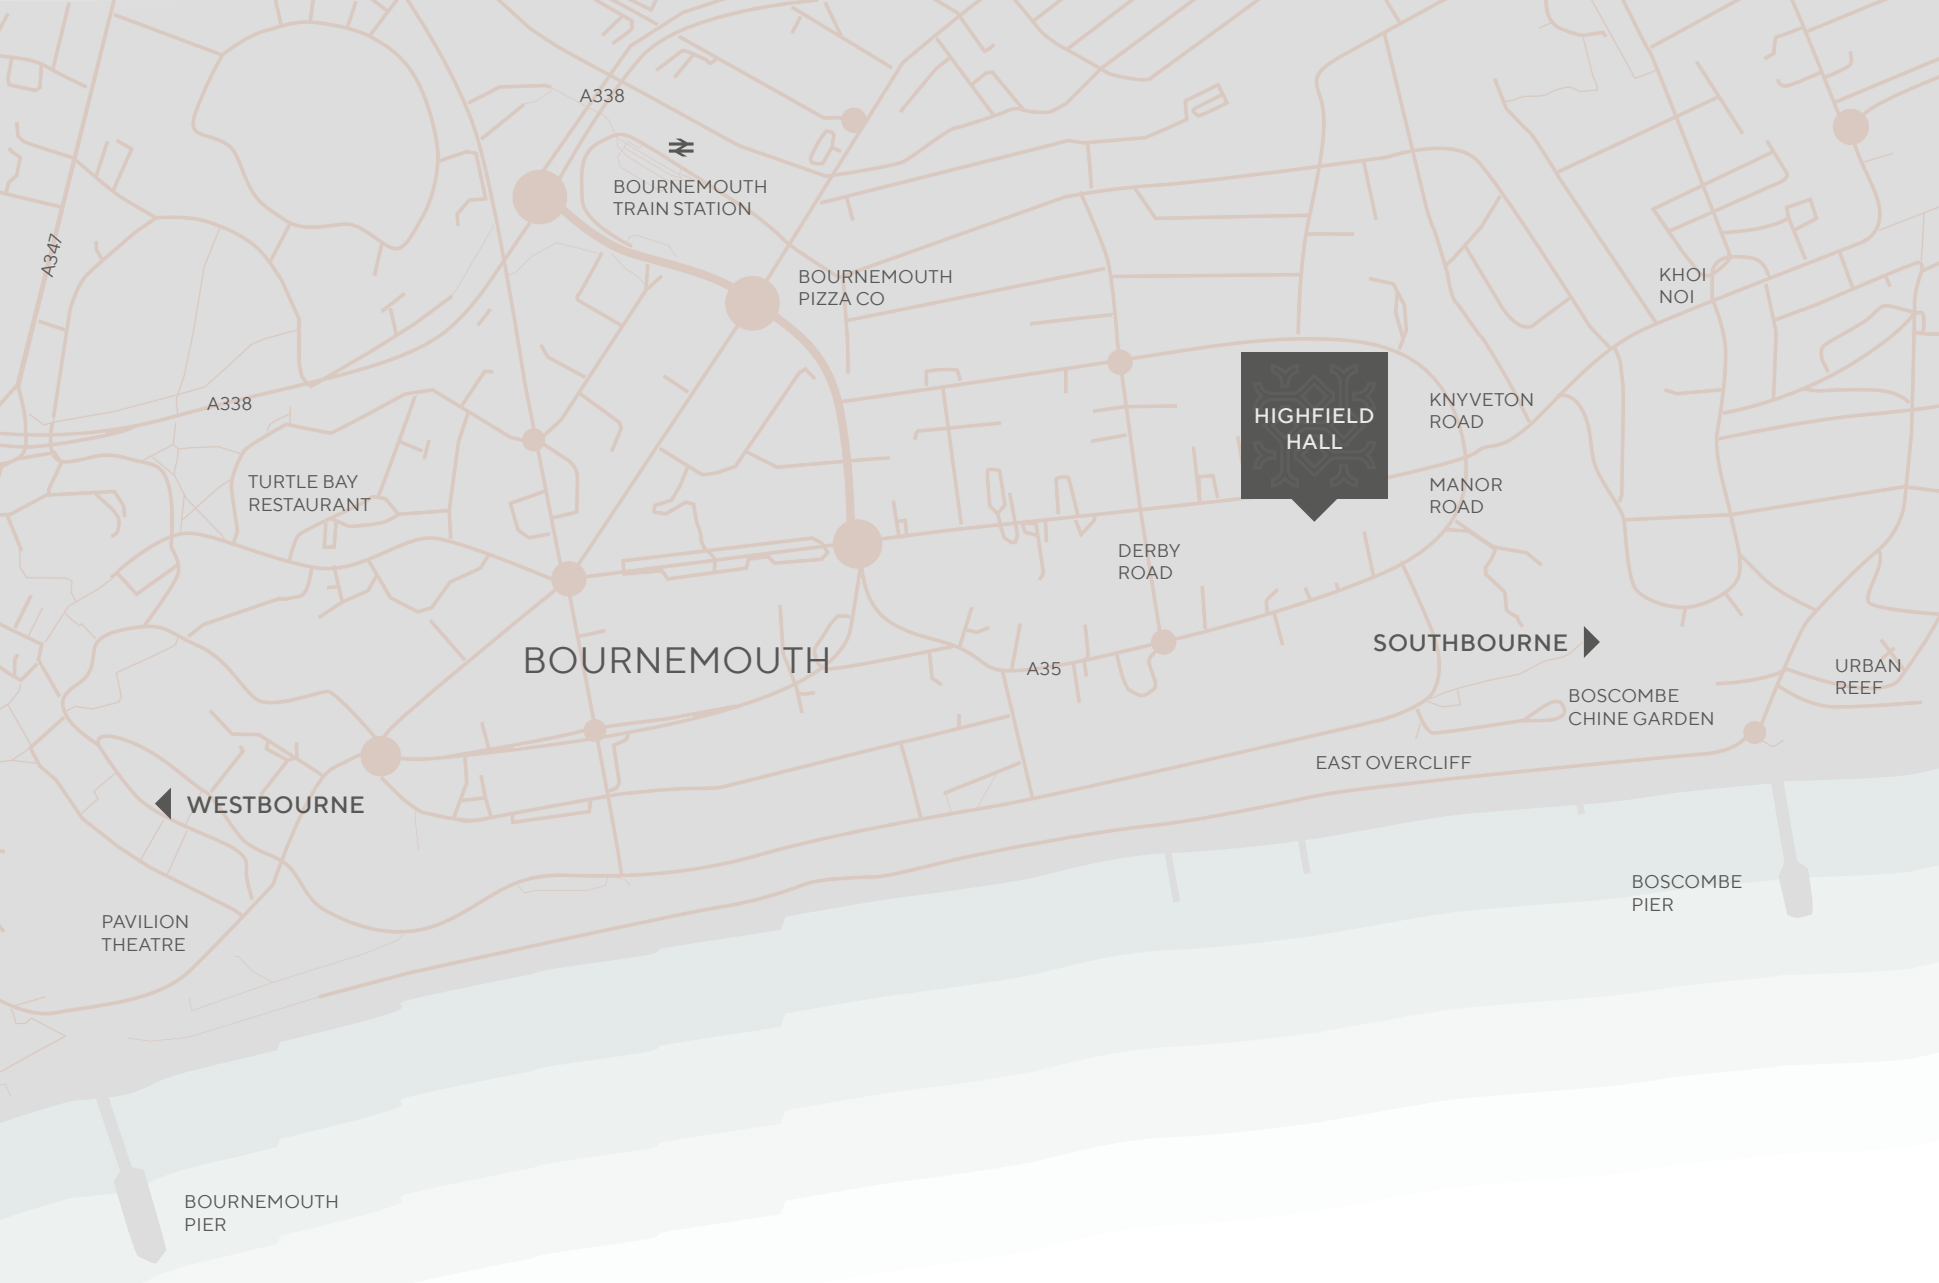 A338
BOURNEMOUTH
TRAIN STATION
A347
BOURNEMOUTH
PIZZA CO
KHOI
NOI
A338
HIGHFIELD
HALL
KNYVETON
ROAD
TURTLE BAY
RESTAURANT
MANOR
ROAD
DERBY
ROAD
BOURNEMOUTH
A35
SOUTHBOURNE
URBAN
REEF
BOSCOMBE
CHINE GARDEN
EAST OVERCLIFF
WESTBOURNE
BOSCOMBE
PIER
PAVILION
THEATRE
BOURNEMOUTH
PIER